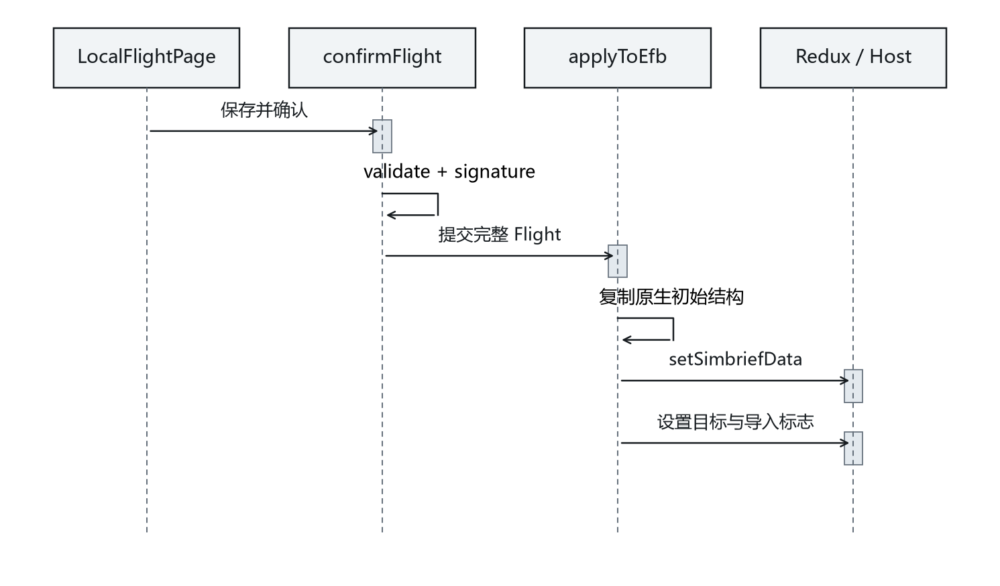 LocalFlightPage
confirmFlight
applyToEfb
Redux / Host
保存并确认
validate + signature
提交完整 Flight
复制原生初始结构
setSimbriefData
设置目标与导入标志